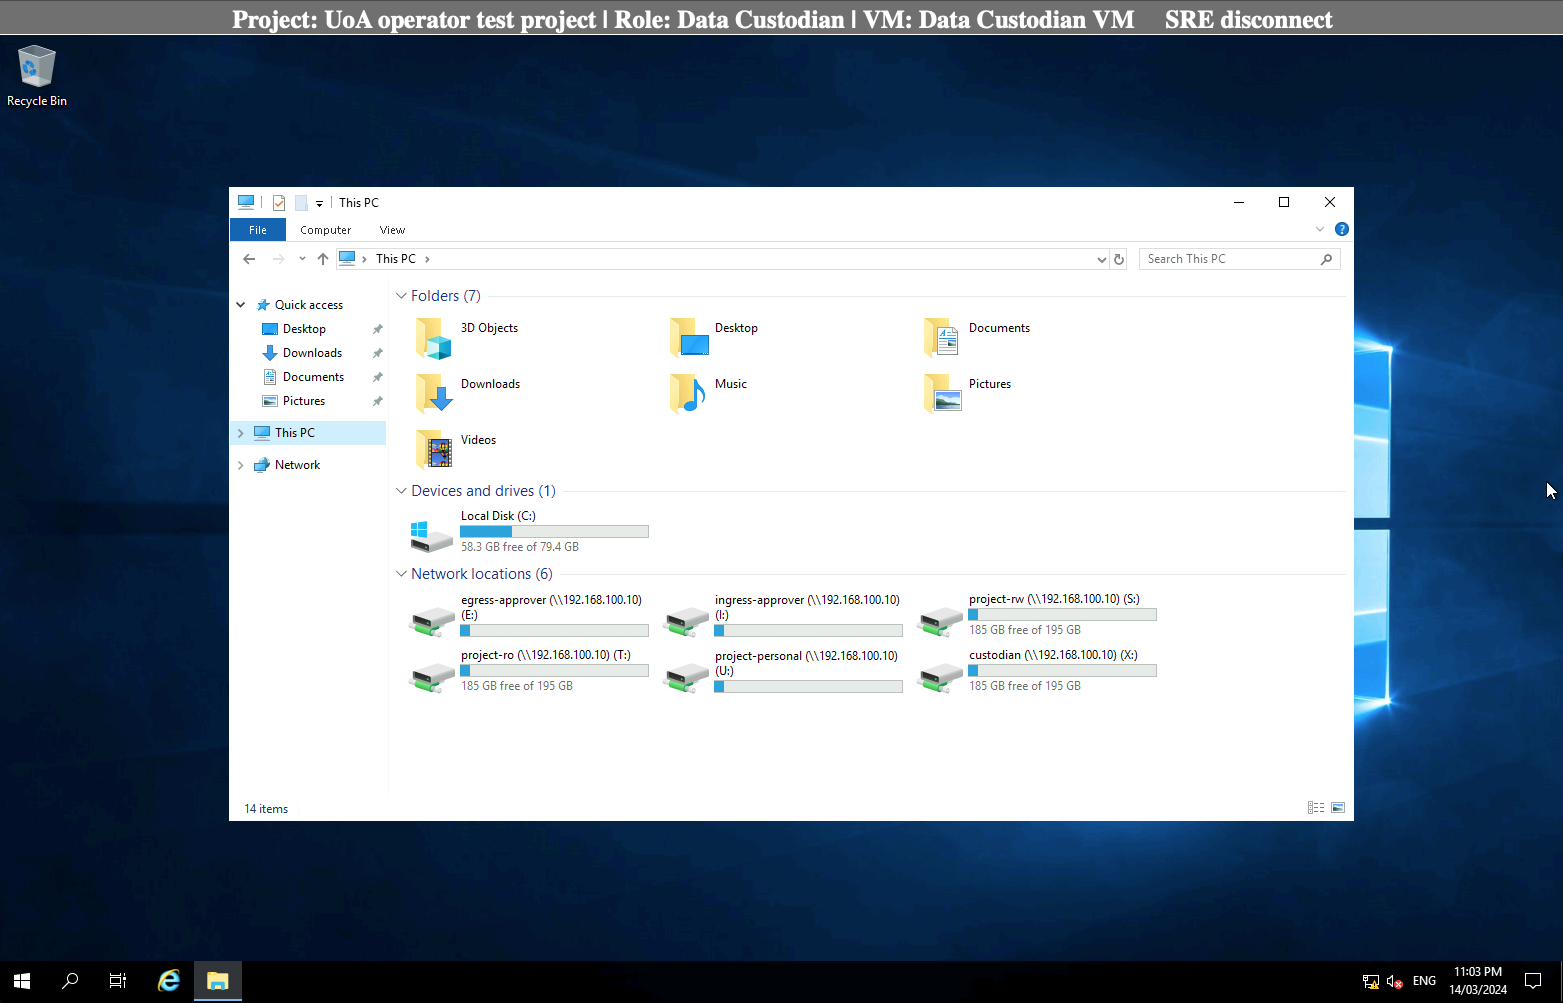 Project: UoA operator test project | Role: Data Custodian | VM: Data Custodian VM SRE disconnect
Recycle Bin
This PC
File Computer View
This PC
Search This PC
Quick access
Desktop
Downloads
Documents
Pictures
This PC
Network
Folders (7)
3D Objects
Desktop
Documents
Downloads
Music
Pictures
Videos
Devices and drives (1)
Local Disk (C:)
58.3 GB free of 79.4 GB
Network locations (6)
egress-approver (\\192.168.100.10)
(E:)
ingress-approver (\\192.168.100.10)
(I:)
project-rw (\\192.168.100.10) (S:)
185 GB free of 195 GB
project-ro (\\192.168.100.10) (T:)
185 GB free of 195 GB
project-personal (\\192.168.100.10)
(U:)
custodian (\\192.168.100.10) (X:)
185 GB free of 195 GB
14 items
ENG
11:03 PM
14/03/2024